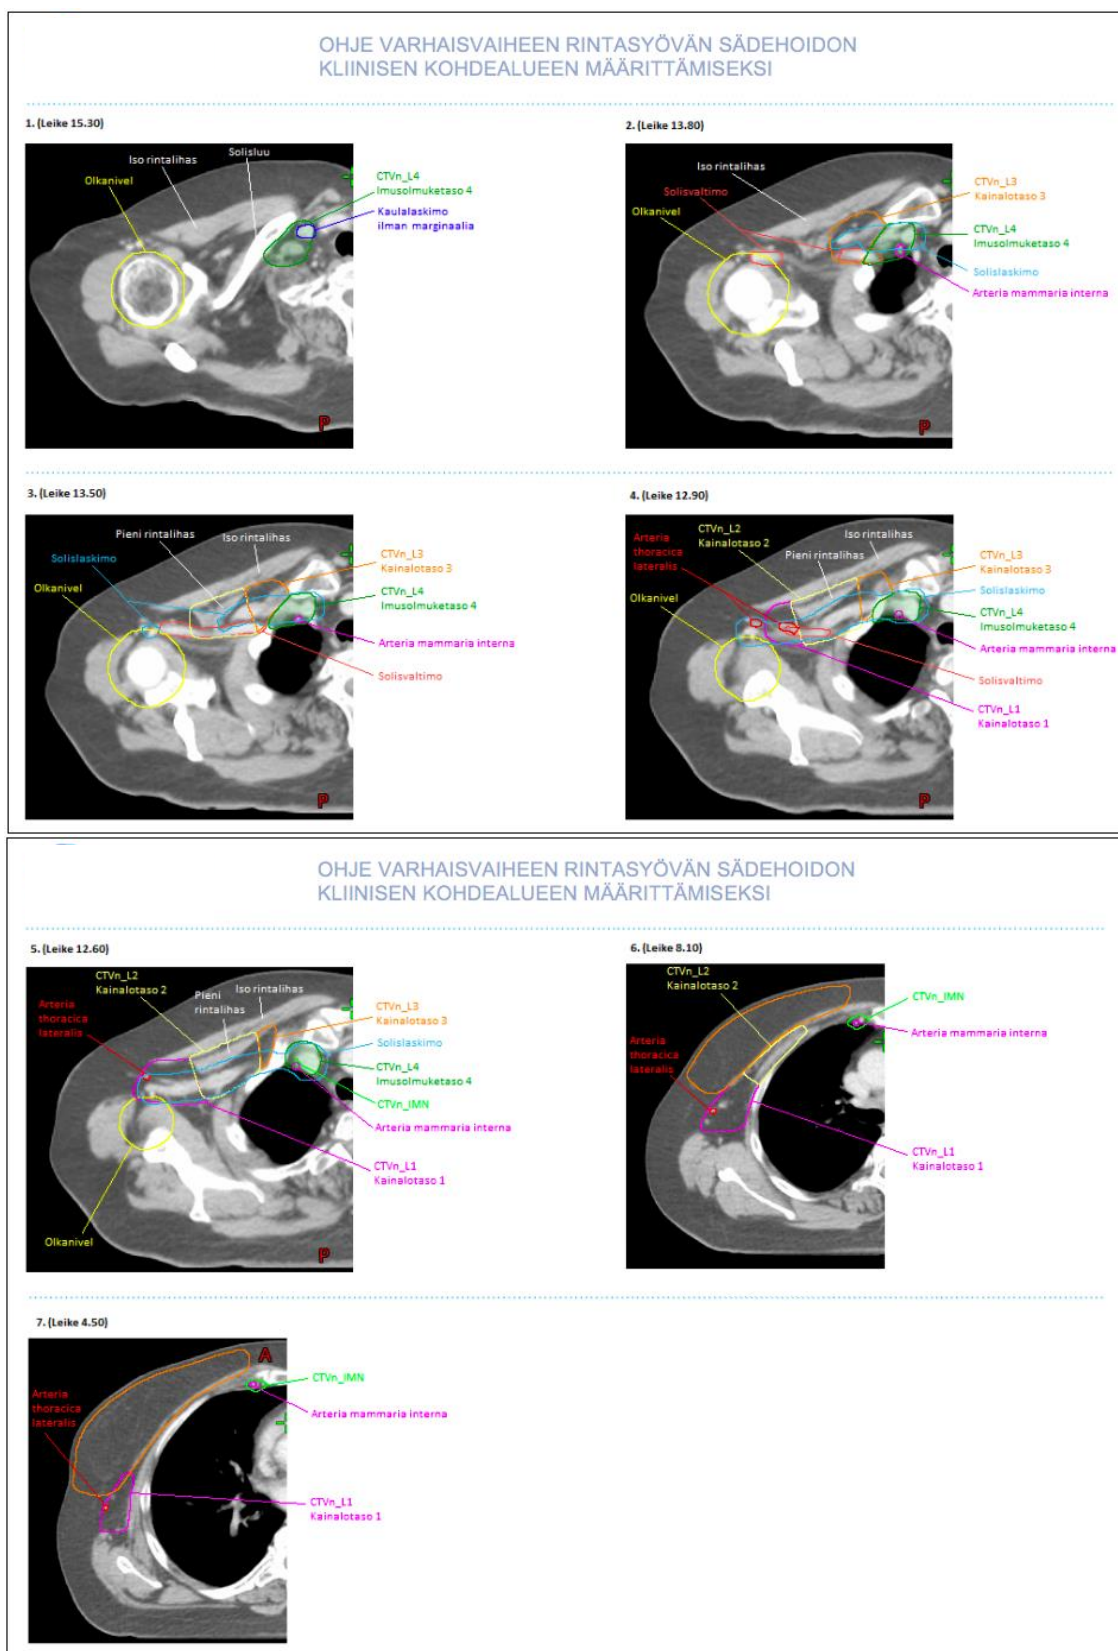 OHJE VARHAISVAIHEEN RINTASYÖVÄN SÄDEHOIDON
KLIINISEN KOHDEALUEEN MÄÄRITTÄMISEKSI
1. (Leike 15.30)
Solisluu
Iso rintalihas
Olkanivel
CTVn_L4
Imusolmuketaso 4
Kaulalaskimo
ilman marginaalia
P
2. (Leike 13.80)
Iso rintalihas
Solisvaltimo
Olkanivel
CTVn_L3
Kainalotaso 3
CTVn_L4
Imusolmuketaso 4
Solislaskimo
Arteria mammaria interna
P
3. (Leike 13.50)
Pieni rintalihas
Iso rintalihas
Solislaskimo
Olkanivel
CTVn_L3
Kainalotaso 3
CTVn_L4
Imusolmuketaso 4
Arteria mammaria interna
Solisvaltimo
P
4. (Leike 12.90)
Arteria
thoracica
lateralis
CTVn_L2
Kainalotaso 2
Iso rintalihas
Pieni rintalihas
Olkanivel
CTVn_L3
Kainalotaso 3
Solislaskimo
CTVn_L4
Imusolmuketaso 4
Arteria mammaria interna
Solisvaltimo
CTVn_L1
Kainalotaso 1
P
OHJE VARHAISVAIHEEN RINTASYÖVÄN SÄDEHOIDON
KLIINISEN KOHDEALUEEN MÄÄRITTÄMISEKSI
5. (Leike 12.60)
CTVn_L2
Kainalotaso 2
Pieni
rintalihas
Iso rintalihas
Arteria
thoracica
lateralis
CTVn_L3
Kainalotaso 3
Solislaskimo
CTVn_L4
Imusolmuketaso 4
CTVn_IMN
Arteria mammaria interna
CTVn_L1
Kainalotaso 1
Olkanivel
P
6. (Leike 8.10)
CTVn_L2
Kainalotaso 2
CTVn_IMN
Arteria mammaria interna
Arteria
thoracica
lateralis
CTVn_L1
Kainalotaso 1
7. (Leike 4.50)
A
CTVn_IMN
Arteria
thoracica
lateralis
Arteria mammaria interna
CTVn_L1
Kainalotaso 1